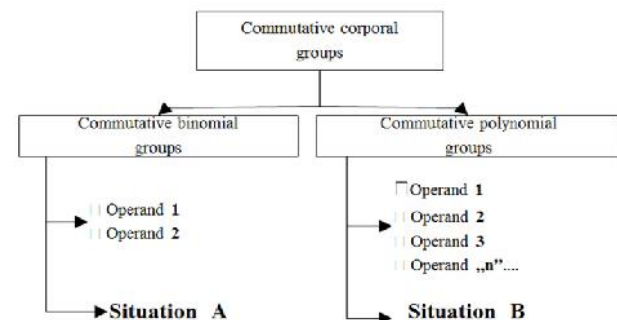 Commutative corporal
groups
Commutative binomial
groups
Operand 1
Operand 2
Situation A
Commutative polynomial
groups
Operand 1
Operand 2
Operand 3
Operand „n”....
Situation B